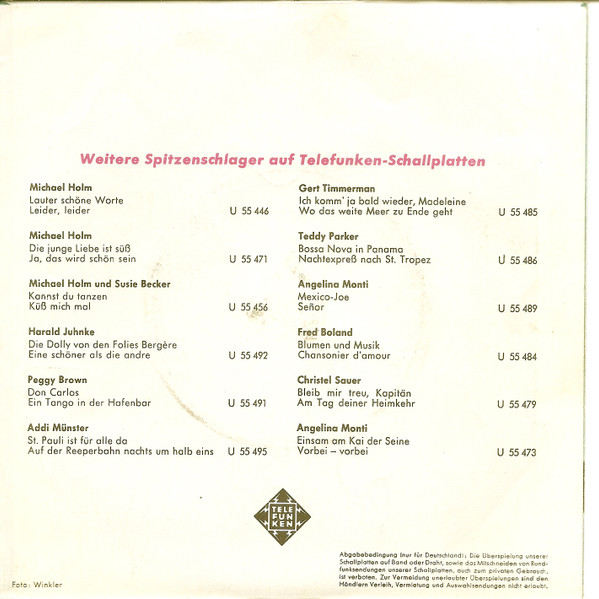 Weitere Spitzenschlager auf Telefunken-Schallplatten
Michael Holm
Lauter schöne Worte
Leider, leider U 55 446
Michael Holm
Die junge Liebe ist süß
Ja, das wird schön sein U 55 471
Michael Holm und Susie Becker
Kannst du tanzen
Küß mich mal U 55 456
Harald Juhnke
Die Dolly von den Folies Bergère
Eine schöner als die andre U 55 492
Peggy Brown
Don Carlos
Ein Tango in der Hafenbar U 55 491
Addi Münster
St. Pauli ist für alle da
Auf der Reeperbahn nachts um halb eins U 55 495
Gert Timmerman
Ich komm' ja bald wieder, Madeleine
Wo das weite Meer zu Ende geht U 55 485
Teddy Parker
Bossa Nova in Panama
Nachtexpreß nach St. Tropez U 55 486
Angelina Monti
Mexico-Joe
Señor U 55 489
Fred Boland
Blumen und Musik
Chansonier d'amour U 55 484
Christel Sauer
Bleib mir treu, Kapitän
Am Tag deiner Heimkehr U 55 479
Angelina Monti
Einsam am Kai der Seine
Vorbei – vorbei U 55 473
TELE
FUN
KEN
Foto: Winkler
Abgabebedingung (nur für Deutschland): Die Überspielung unserer
Schallplatten auf Band oder Draht, sowie das Mitschneiden von Rund-
funksendungen unserer Schallplatten, auch zum privaten Gebrauch,
ist verboten. Zur Vermeidung unerlaubter Überspielungen sind den
Händlern Verleih, Vermietung und Auswahlsendungen nicht erlaubt.